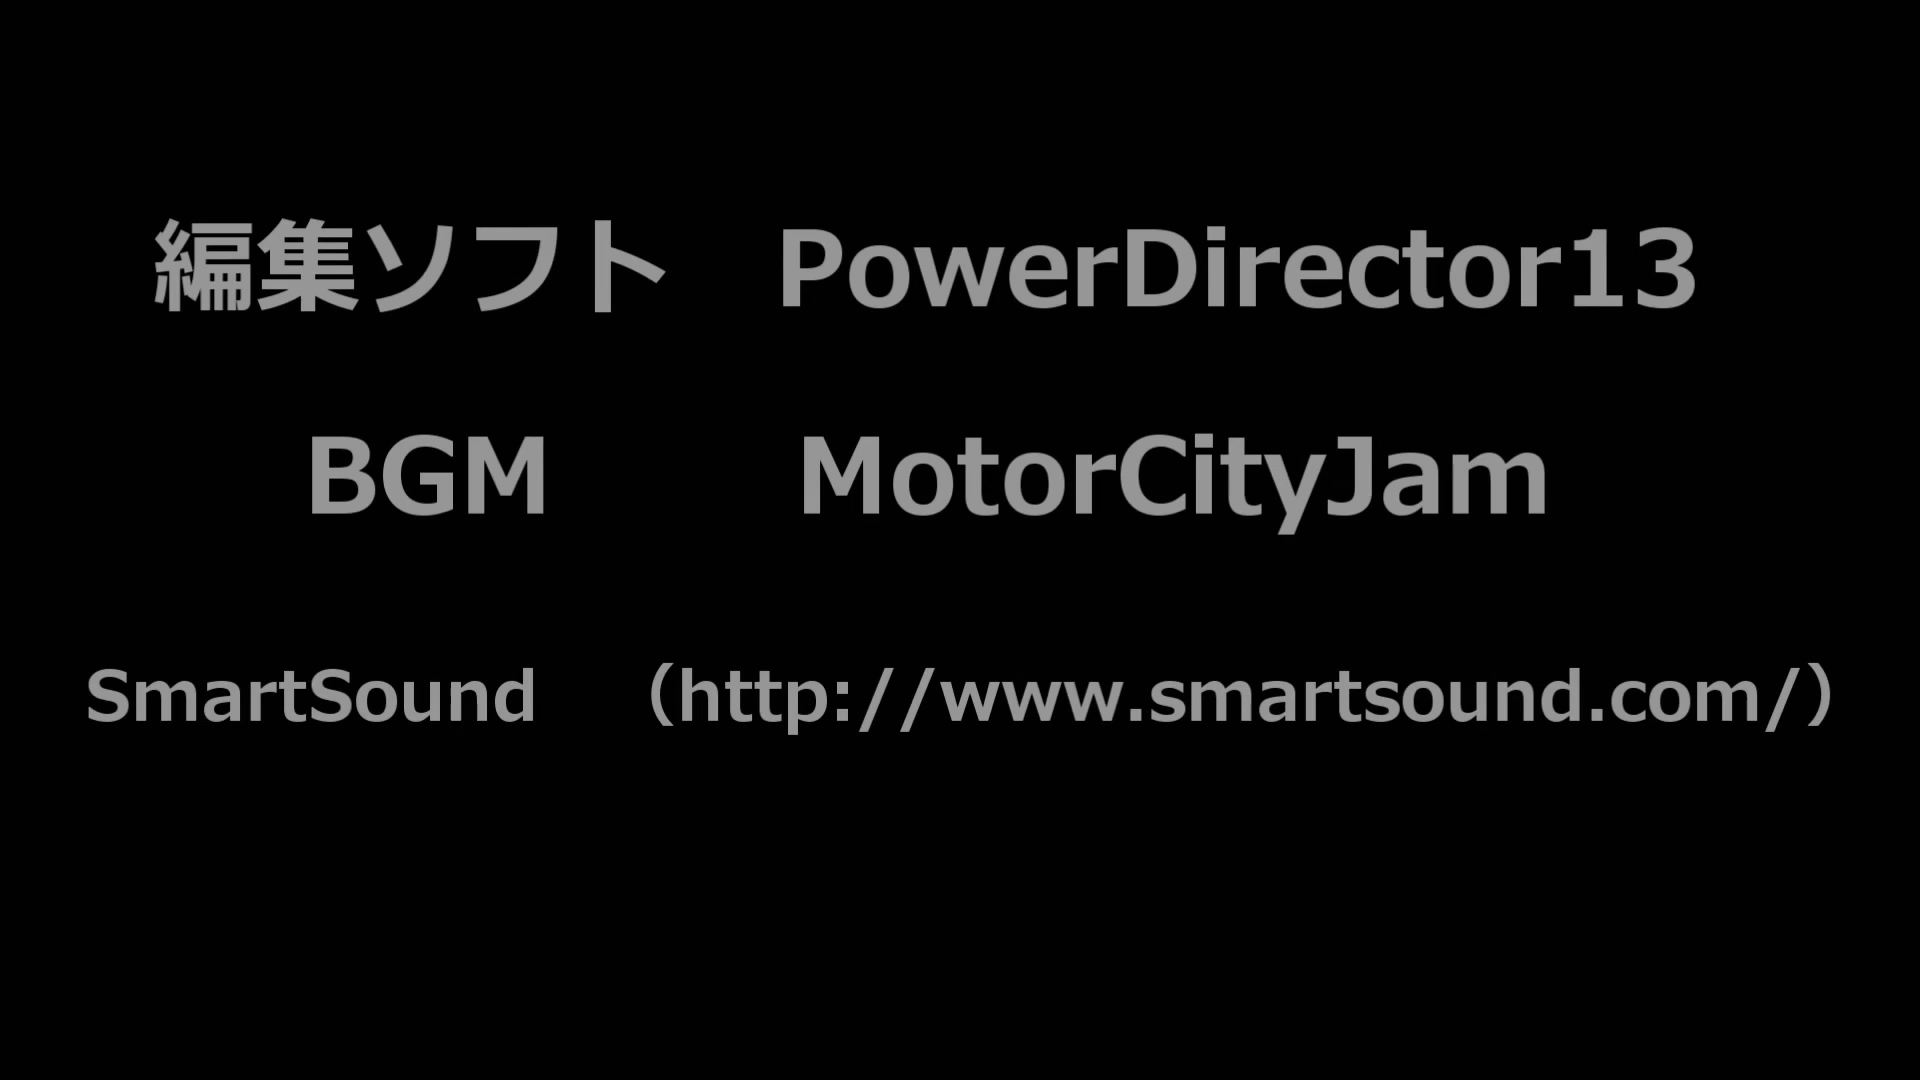 編集ソフト　PowerDirector13
BGM　　MotorCityJam
SmartSound　（http://www.smartsound.com/）